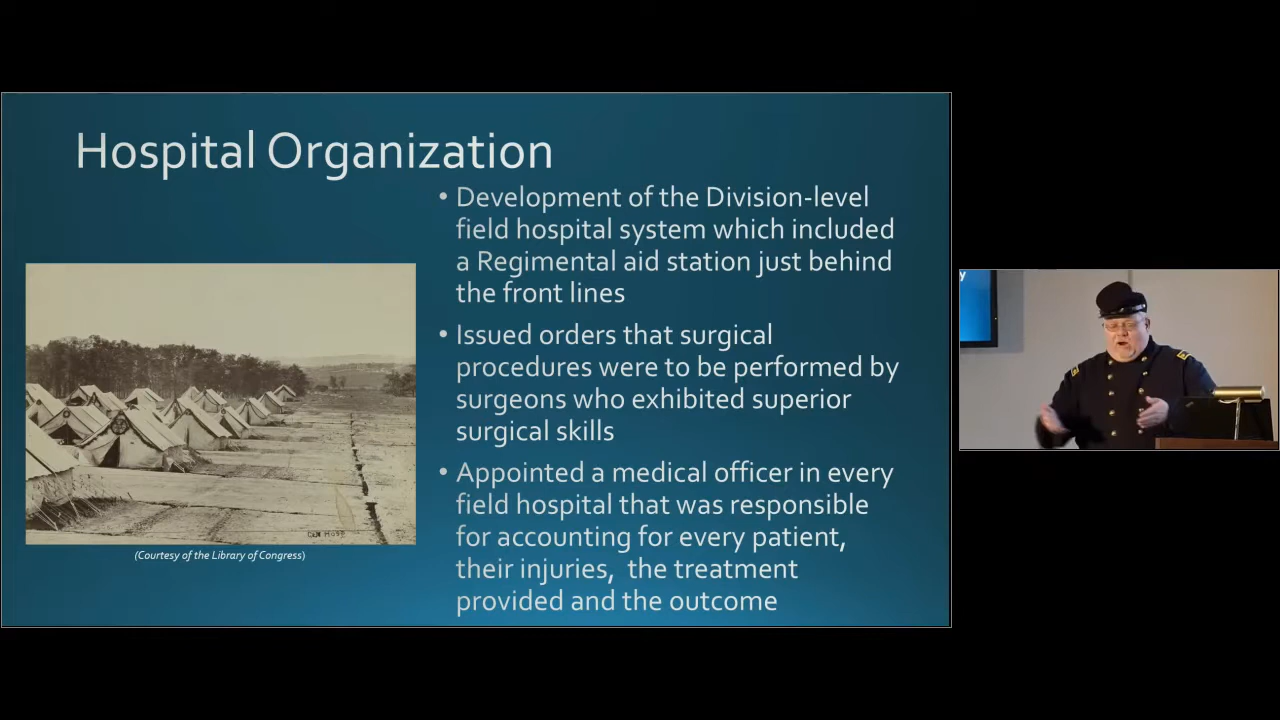 Hospital Organization
• Development of the Division-level
field hospital system which included
a Regimental aid station just behind
the front lines
• Issued orders that surgical
procedures were to be performed by
surgeons who exhibited superior
surgical skills
• Appointed a medical officer in every
field hospital that was responsible
for accounting for every patient,
their injuries,  the treatment
provided and the outcome
(Courtesy of the Library of Congress)
y